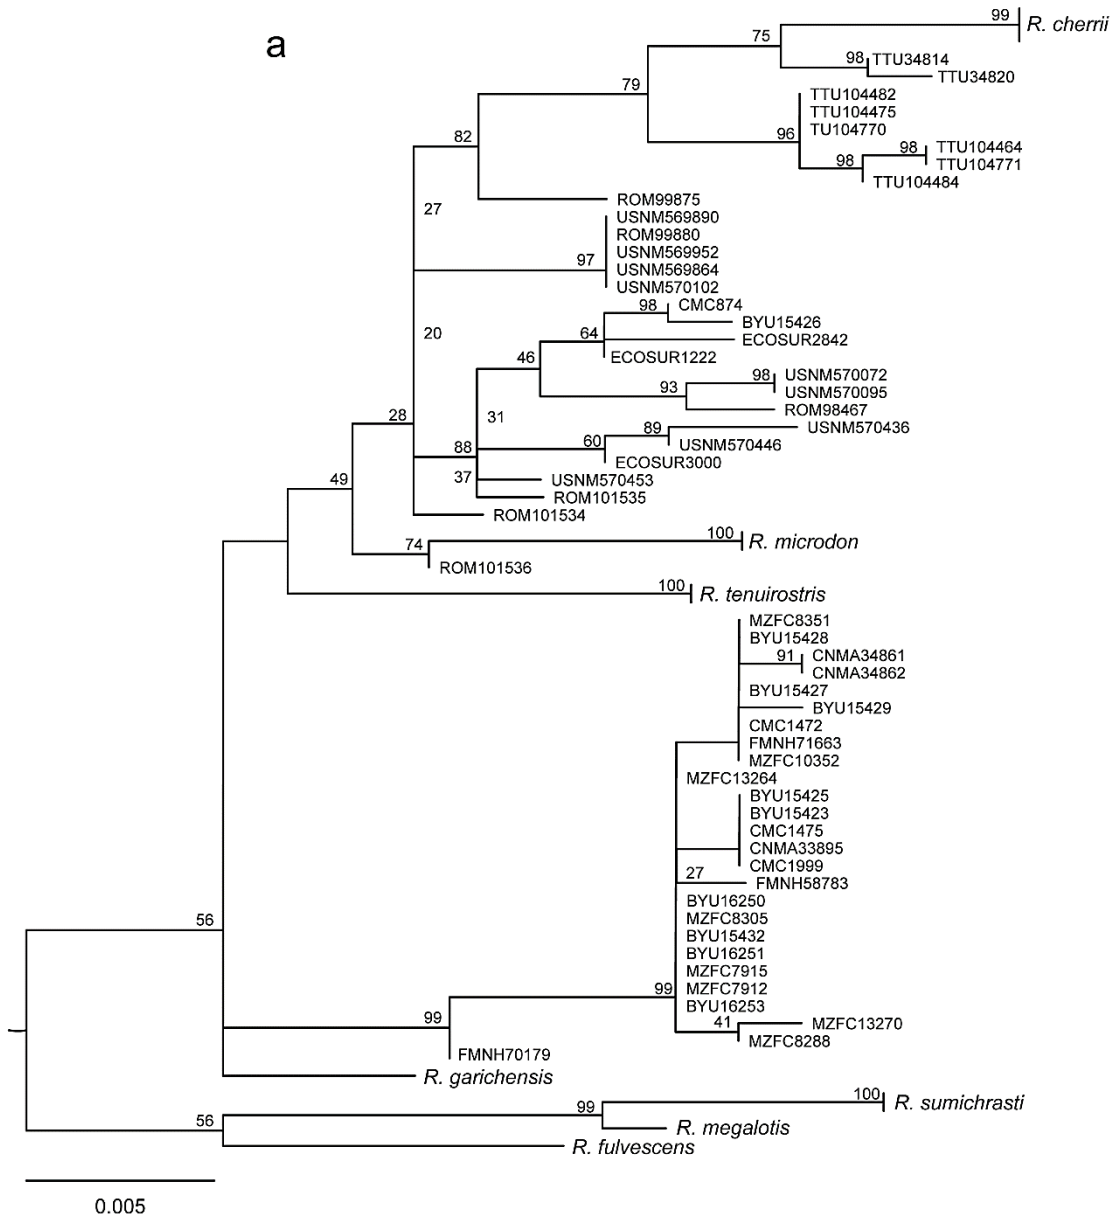 a
99 R. cherrii
75
98 TTU34814
TTU34820
79
TTU104482
TTU104475
96 TU104770
98 TTU104464
TTU104771
98
TTU104484
82
ROM99875
27
USNM569890
ROM99880
USNM569952
97 USNM569864
USNM570102
98 CMC874
BYU15426
20
64 ECOSUR2842
ECOSUR1222
46
98 USNM570072
USNM570095
93
ROM98467
28
31
89 USNM570436
USNM570446
60
ECOSUR3000
88
37 USNM570453
ROM101535
ROM101534
49
100 R. microdon
74
ROM101536
100 R. tenuirostris
MZFC8351
BYU15428
91 CNMA34861
CNMA34862
BYU15427
BYU15429
CMC1472
FMNH71663
MZFC10352
MZFC13264
BYU15425
BYU15423
CMC1475
CNMA33895
CMC1999
27 FMNH58783
BYU16250
MZFC8305
56
BYU15432
BYU16251
MZFC7915
99 MZFC7912
BYU16253
99
41 MZFC13270
MZFC8288
FMNH70179
R. garichensis
100 R. sumichrasti
99
56
R. megalotis
R. fulvescens
0.005